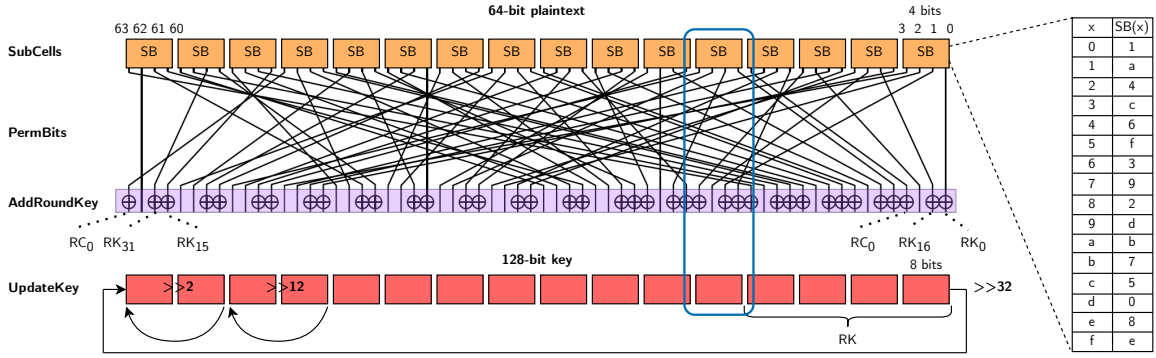 64-bit plaintext
4 bits
63 62 61 60
3 2 1 0
SubCells
SB SB SB SB SB SB SB SB SB SB SB SB SB SB SB SB
PermBits
AddRoundKey
RC0 RK31 RK15 RC0 RK16 RK0
128-bit key
8 bits
UpdateKey
>>2 >>12 >>32
RK
x SB(x)
0 1
1 a
2 4
3 c
4 6
5 f
6 3
7 9
8 2
9 d
a b
b 7
c 5
d 0
e 8
f e